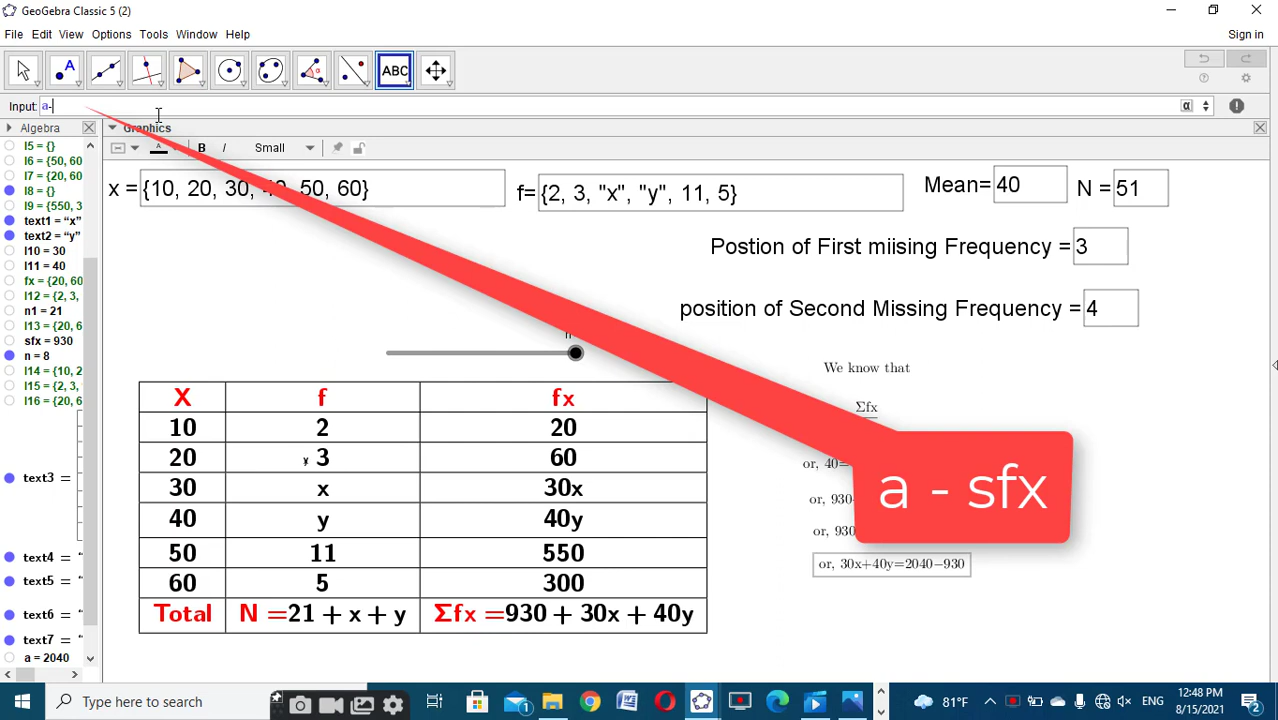 GeoGebra Classic 5 (2)
File Edit View Options Tools Window Help
Sign in
A
ABC
Input: a-
α
Algebra
Graphics
B I Small
l5 = {}
l6 = {50, 60
l7 = {20, 60
l8 = {}
l9 = {550, 3
text1 = “x”
text2 = “y”
l10 = 30
l11 = 40
fx = {20, 60
l12 = {2, 3,
n1 = 21
l13 = {20, 6
sfx = 930
n = 8
l14 = {10, 2
l15 = {2, 3,
l16 = {20, 6
text3 =
text4 = “
text5 = “
text6 = “
text7 = “
a = 2040
x = {10, 20, 30, 40, 50, 60}
f= {2, 3, "x", "y", 11, 5}
Mean= 40
N = 51
Postion of First miising Frequency = 3
position of Second Missing Frequency = 4
X f fx
10 2 20
20 3 60
30 x 30x
40 y 40y
50 11 550
60 5 300
Total N =21 + x + y Σfx =930 + 30x + 40y
We know that
Σfx
or, 40=
or, 930
or, 930
or, 30x+40y=2040−930
a - sfx
Type here to search
81°F
ENG
12:48 PM
8/15/2021
1
2